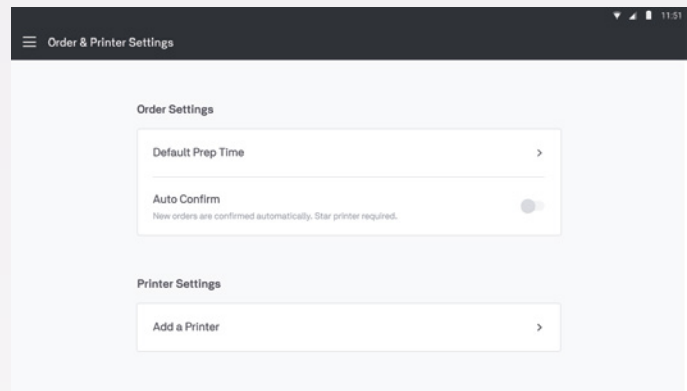 11:51
Order & Printer Settings
Order Settings
Default Prep Time
Auto Confirm
New orders are confirmed automatically. Star printer required.
Printer Settings
Add a Printer